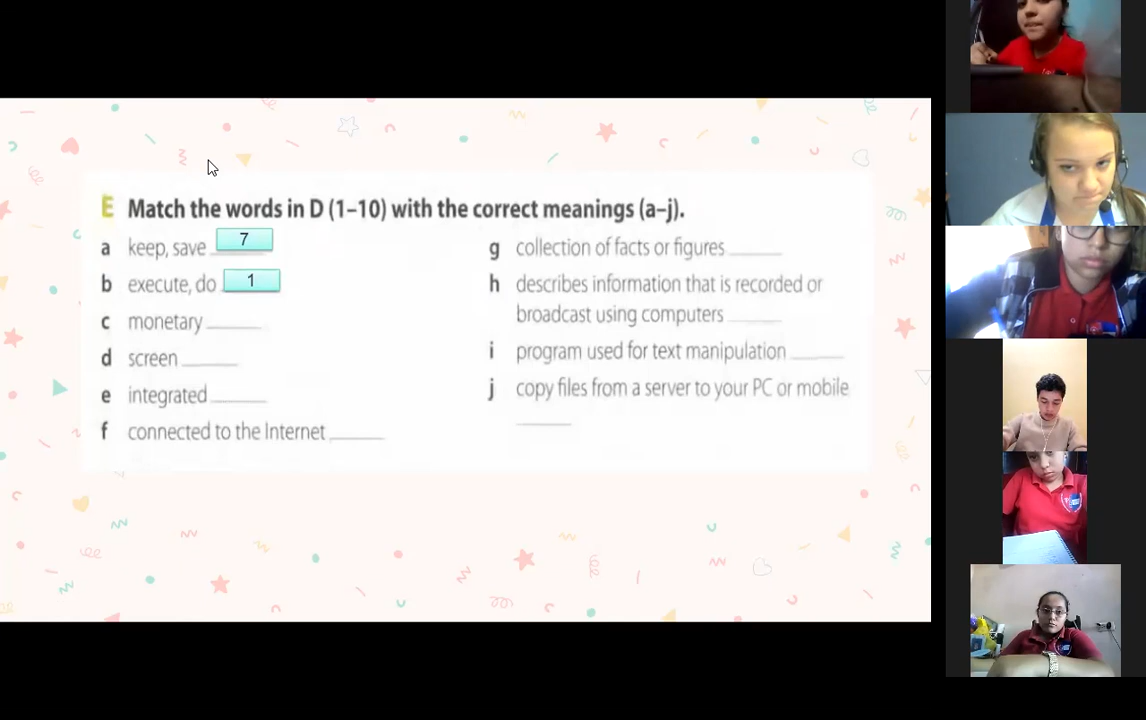 E Match the words in D (1–10) with the correct meanings (a–j).
a keep, save 7
b execute, do 1
c monetary
d screen
e integrated
f connected to the Internet
g collection of facts or figures
h describes information that is recorded or
broadcast using computers
i program used for text manipulation
j copy files from a server to your PC or mobile